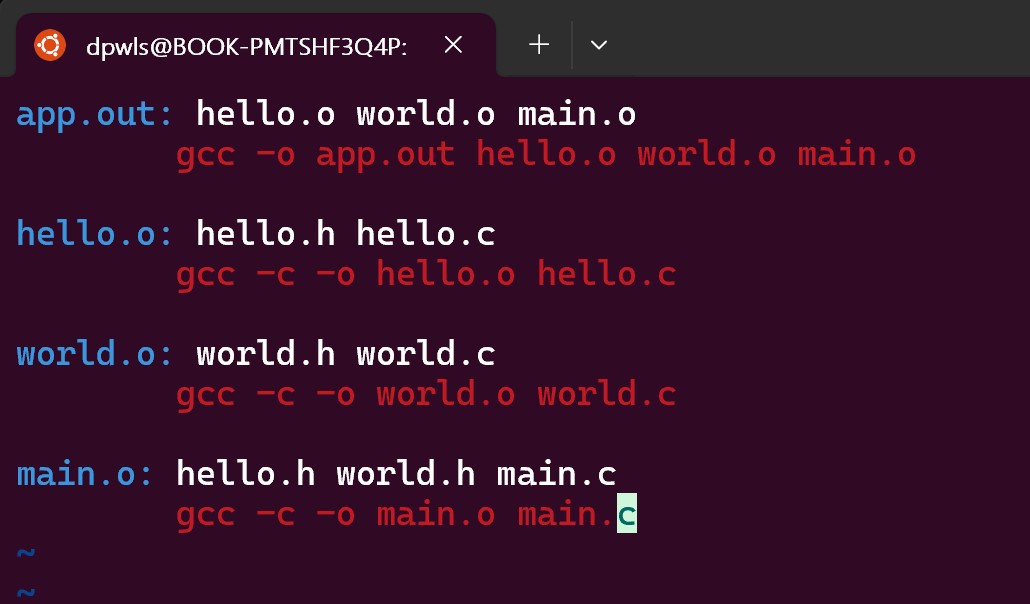 dpwls@BOOK-PMTSHF3Q4P:
app.out: hello.o world.o main.o
gcc -o app.out hello.o world.o main.o
hello.o: hello.h hello.c
gcc -c -o hello.o hello.c
world.o: world.h world.c
gcc -c -o world.o world.c
main.o: hello.h world.h main.c
gcc -c -o main.o main.c
~
~